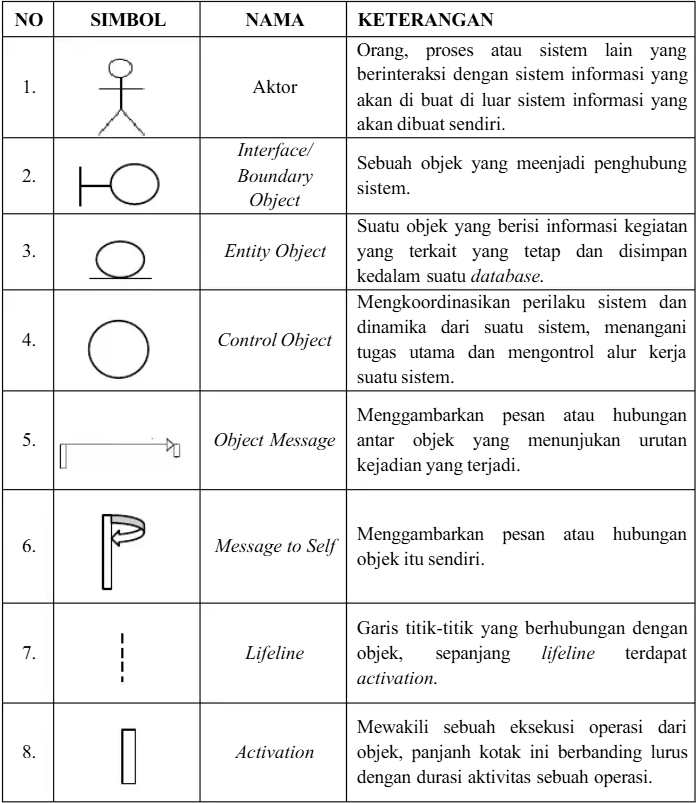 NO SIMBOL NAMA KETERANGAN
1. Aktor
Orang, proses atau sistem lain yang
berinteraksi dengan sistem informasi yang
akan di buat di luar sistem informasi yang
akan dibuat sendiri.
2.
Interface/
Boundary
Object
Sebuah objek yang meenjadi penghubung
sistem.
3. Entity Object
Suatu objek yang berisi informasi kegiatan
yang terkait yang tetap dan disimpan
kedalam suatu database.
4. Control Object
Mengkoordinasikan perilaku sistem dan
dinamika dari suatu sistem, menangani
tugas utama dan mengontrol alur kerja
suatu sistem.
5. Object Message
Menggambarkan pesan atau hubungan
antar objek yang menunjukan urutan
kejadian yang terjadi.
6. Message to Self
Menggambarkan pesan atau hubungan
objek itu sendiri.
7. Lifeline
Garis titik-titik yang berhubungan dengan
objek, sepanjang lifeline terdapat
activation.
8. Activation
Mewakili sebuah eksekusi operasi dari
objek, panjanh kotak ini berbanding lurus
dengan durasi aktivitas sebuah operasi.